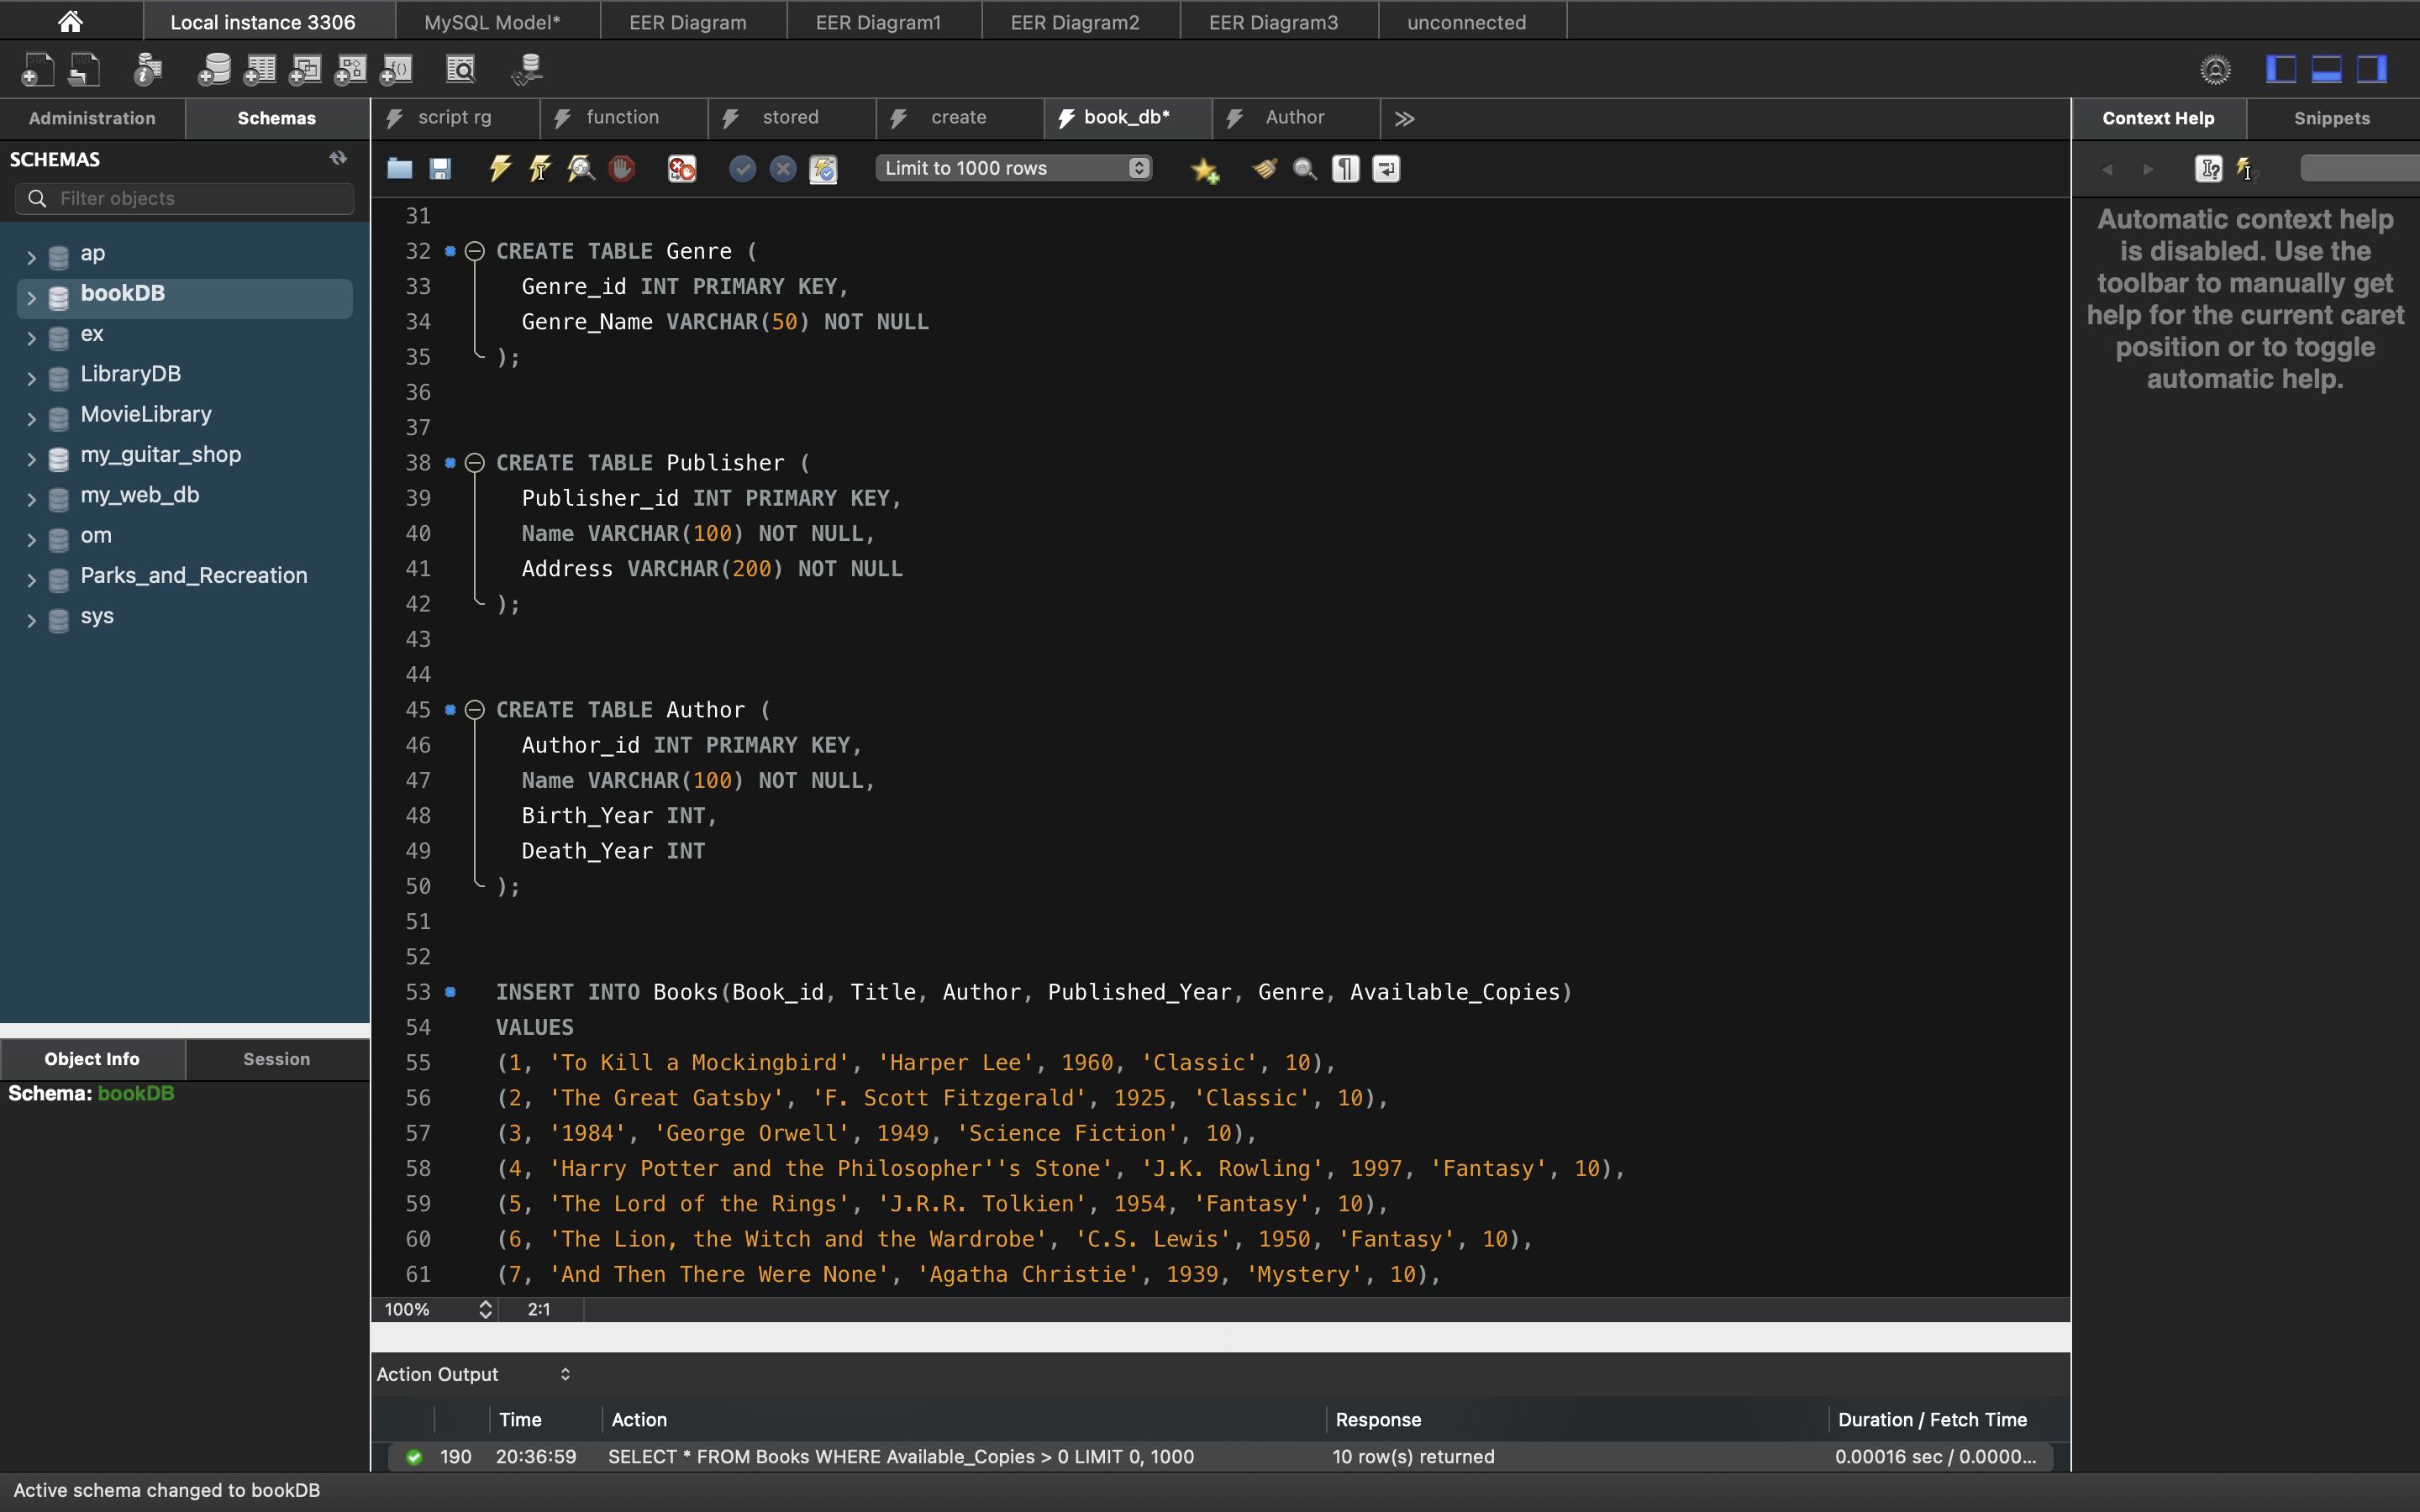 Local instance 3306
MySQL Model*
EER Diagram
EER Diagram1
EER Diagram2
EER Diagram3
unconnected
Administration
Schemas
script rg
function
stored
create
book_db*
Author
Context Help
Snippets
SCHEMAS
Filter objects
ap
bookDB
ex
LibraryDB
MovieLibrary
my_guitar_shop
my_web_db
om
Parks_and_Recreation
sys
Object Info
Session
Schema: bookDB
Limit to 1000 rows
31
32 CREATE TABLE Genre (
33 Genre_id INT PRIMARY KEY,
34 Genre_Name VARCHAR(50) NOT NULL
35 );
36
37
38 CREATE TABLE Publisher (
39 Publisher_id INT PRIMARY KEY,
40 Name VARCHAR(100) NOT NULL,
41 Address VARCHAR(200) NOT NULL
42 );
43
44
45 CREATE TABLE Author (
46 Author_id INT PRIMARY KEY,
47 Name VARCHAR(100) NOT NULL,
48 Birth_Year INT,
49 Death_Year INT
50 );
51
52
53 INSERT INTO Books(Book_id, Title, Author, Published_Year, Genre, Available_Copies)
54 VALUES
55 (1, 'To Kill a Mockingbird', 'Harper Lee', 1960, 'Classic', 10),
56 (2, 'The Great Gatsby', 'F. Scott Fitzgerald', 1925, 'Classic', 10),
57 (3, '1984', 'George Orwell', 1949, 'Science Fiction', 10),
58 (4, 'Harry Potter and the Philosopher''s Stone', 'J.K. Rowling', 1997, 'Fantasy', 10),
59 (5, 'The Lord of the Rings', 'J.R.R. Tolkien', 1954, 'Fantasy', 10),
60 (6, 'The Lion, the Witch and the Wardrobe', 'C.S. Lewis', 1950, 'Fantasy', 10),
61 (7, 'And Then There Were None', 'Agatha Christie', 1939, 'Mystery', 10),
100% 2:1
Automatic context help
is disabled. Use the
toolbar to manually get
help for the current caret
position or to toggle
automatic help.
Action Output
Time Action Response Duration / Fetch Time
190 20:36:59 SELECT * FROM Books WHERE Available_Copies > 0 LIMIT 0, 1000 10 row(s) returned 0.00016 sec / 0.0000...
Active schema changed to bookDB